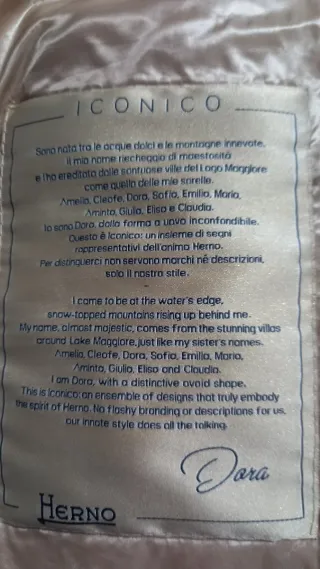 ICONICO
Sono nata tra le acque dolci e le montagne innevate,
il mio nome riecheggia di maestosità
e l'ho ereditato dalle sontuose ville del Lago Maggiore
come quello delle mie sorelle.
Amelia, Cleofe, Dora, Sofia, Emilia, Maria,
Aminta, Giulia, Elisa e Claudia.
Io sono Dora, dalla forma a uovo inconfondibile.
Questo è Iconico: un insieme di segni
rappresentativi dell'anima Herno.
Per distinguerci non servono marchi né descrizioni,
solo il nostro stile.
-
I came to be at the water's edge,
snow-topped mountains rising up behind me.
My name, almost majestic, comes from the stunning villas
around Lake Maggiore, just like my sister's names.
Amelia, Cleofe, Dora, Sofia, Emilia, Maria,
Aminta, Giulia, Elisa and Claudia.
I am Dora, with a distinctive ovoid shape.
This is Iconico: an ensemble of designs that truly embody
the spirit of Herno. No flashy branding or descriptions for us,
our innate style does all the talking.
Dora
HERNO